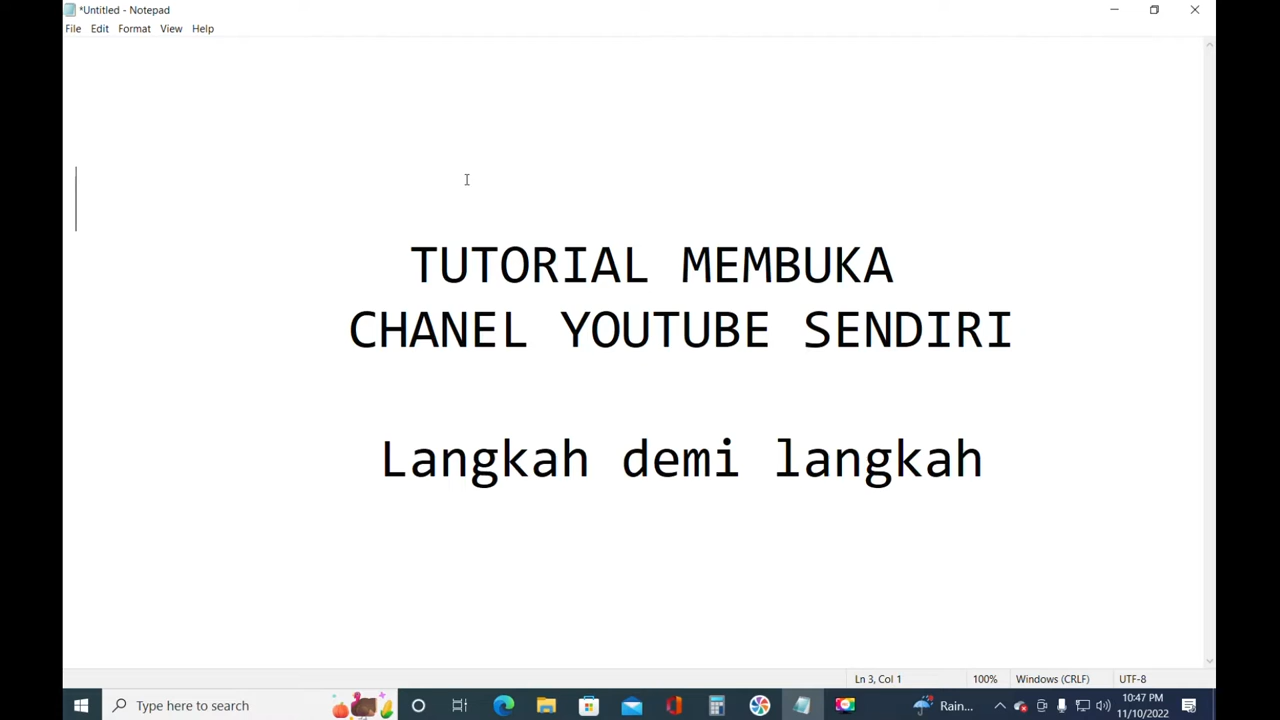 *Untitled - Notepad
File Edit Format View Help
TUTORIAL MEMBUKA
CHANEL YOUTUBE SENDIRI
Langkah demi langkah
Ln 3, Col 1 100% Windows (CRLF) UTF-8
Type here to search
Rain...
10:47 PM
11/10/2022